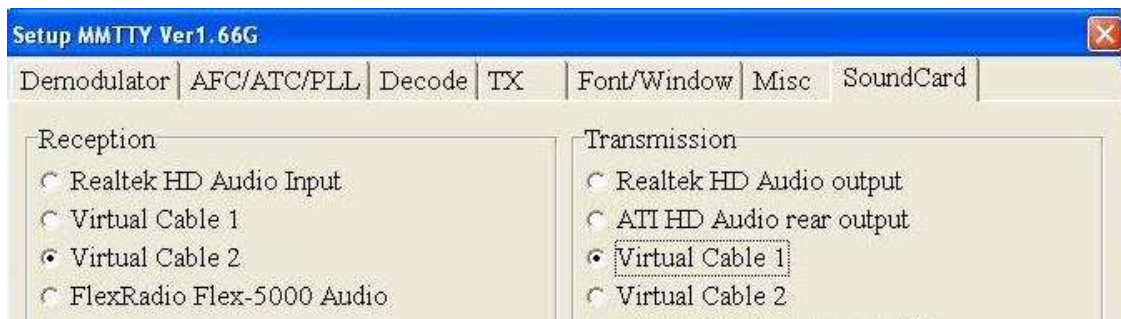 Setup MMTTY Ver1.66G
Demodulator AFC/ATC/PLL Decode TX Font/Window Misc SoundCard
Reception
Realtek HD Audio Input
Virtual Cable 1
Virtual Cable 2
FlexRadio Flex-5000 Audio
Transmission
Realtek HD Audio output
ATI HD Audio rear output
Virtual Cable 1
Virtual Cable 2